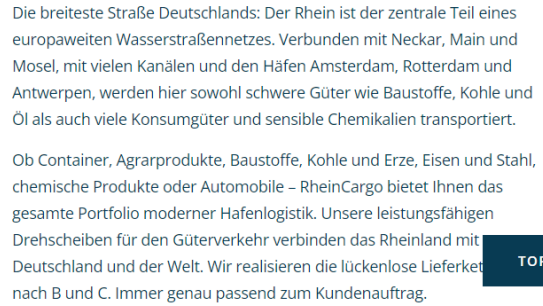 Die breiteste Straße Deutschlands: Der Rhein ist der zentrale Teil eines
europaweiten Wasserstraßennetzes. Verbunden mit Neckar, Main und
Mosel, mit vielen Kanälen und den Häfen Amsterdam, Rotterdam und
Antwerpen, werden hier sowohl schwere Güter wie Baustoffe, Kohle und
Öl als auch viele Konsumgüter und sensible Chemikalien transportiert.
Ob Container, Agrarprodukte, Baustoffe, Kohle und Erze, Eisen und Stahl,
chemische Produkte oder Automobile – RheinCargo bietet Ihnen das
gesamte Portfolio moderner Hafenlogistik. Unsere leistungsfähigen
Drehscheiben für den Güterverkehr verbinden das Rheinland mit
Deutschland und der Welt. Wir realisieren die lückenlose
nach B und C. Immer genau passend zum Kundenauftrag.